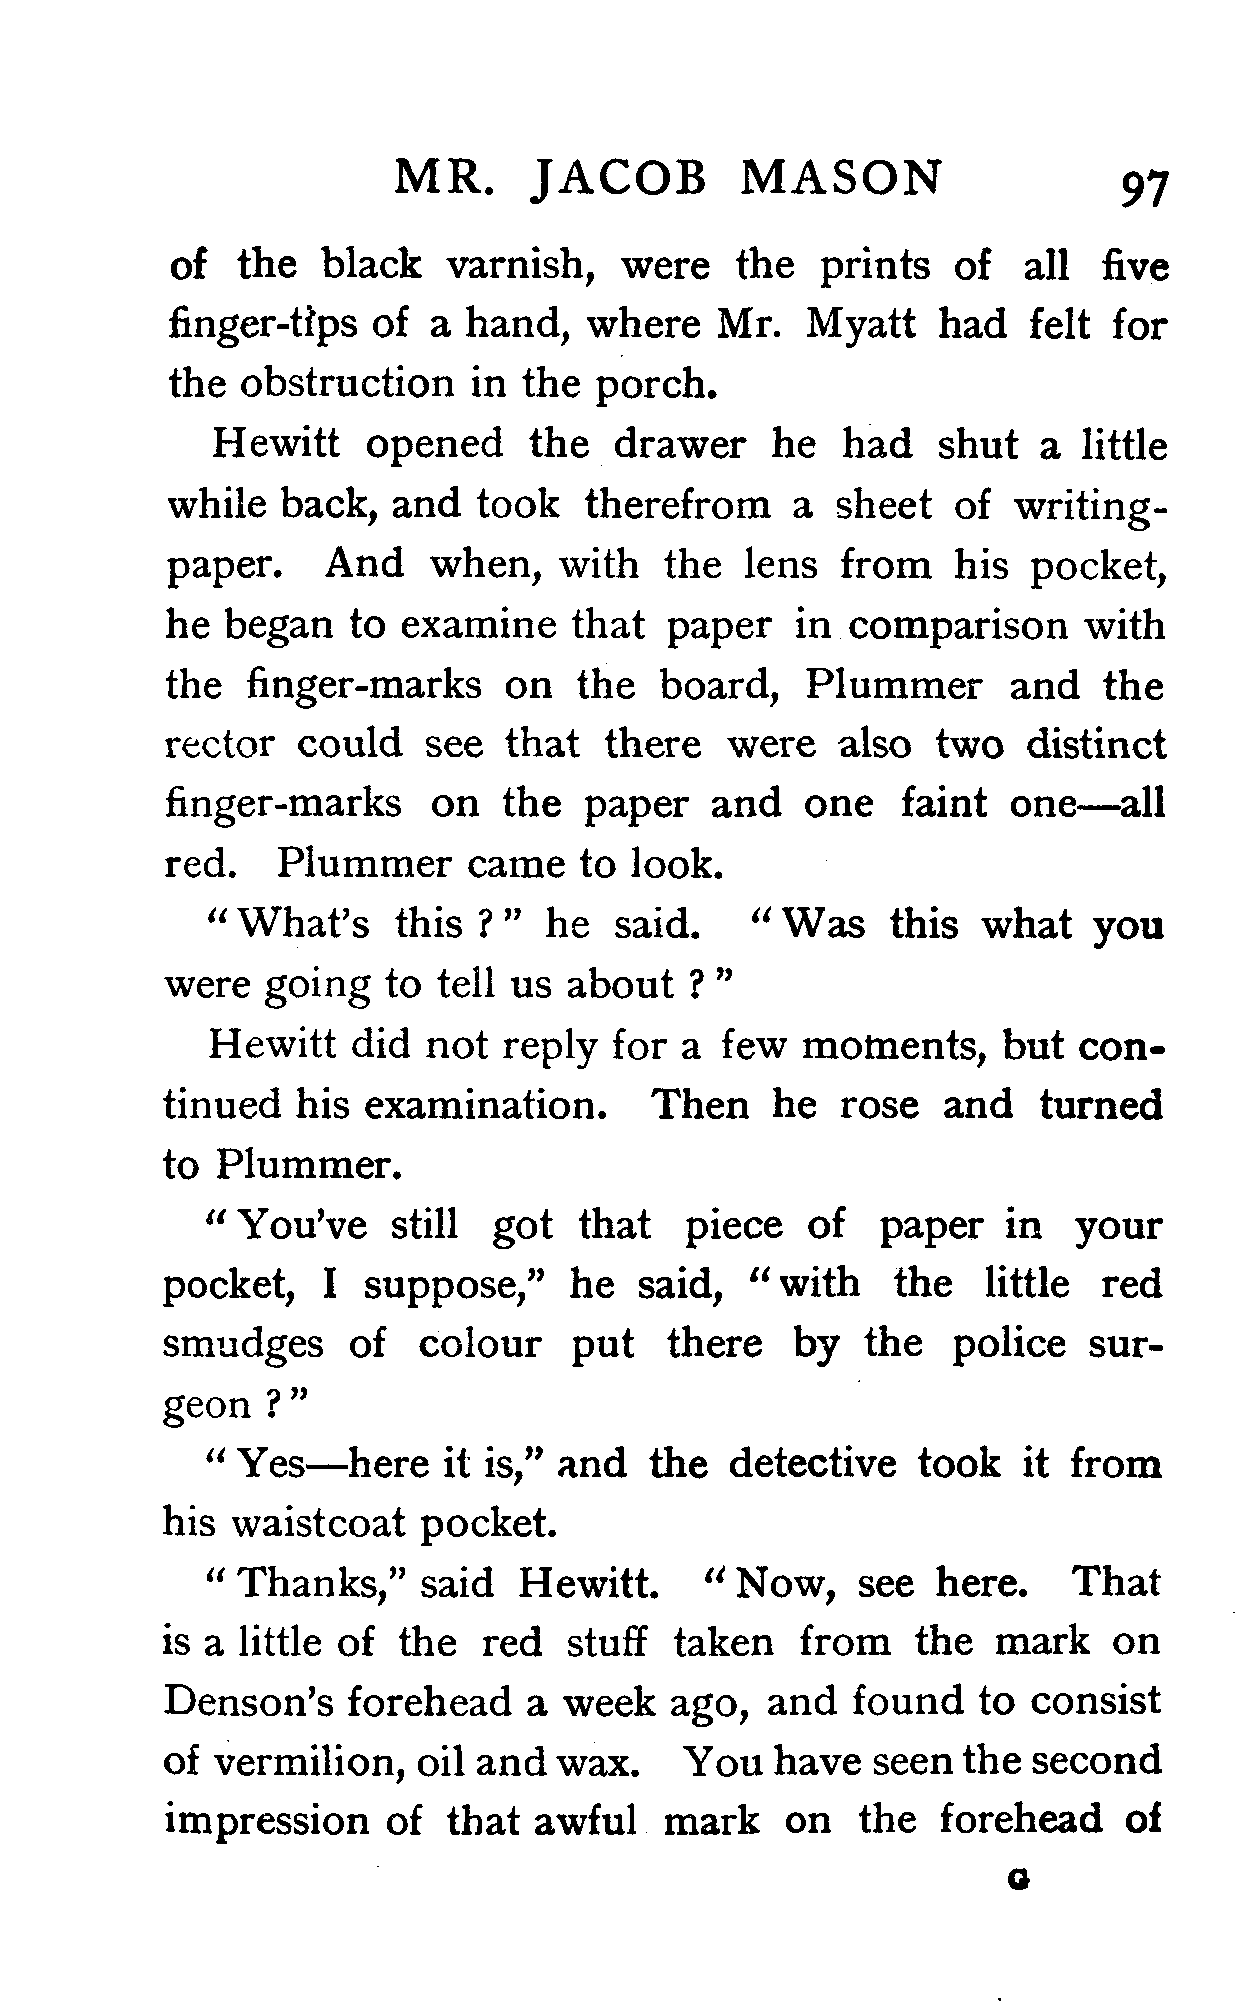 MR. JACOB MASON 97
of the black varnish, were the prints of all five
finger-tips of a hand, where Mr. Myatt had felt for
the obstruction in the porch.
Hewitt opened the drawer he had shut a little
while back, and took therefrom a sheet of writing-
paper. And when, with the lens from his pocket,
he began to examine that paper in comparison with
the finger-marks on the board, Plummer and the
rector could see that there were also two distinct
finger-marks on the paper and one faint one—all
red. Plummer came to look.
“ What's this ? ” he said. “ Was this what you
were going to tell us about ? ”
Hewitt did not reply for a few moments, but con-
tinued his examination. Then he rose and turned
to Plummer.
“ You've still got that piece of paper in your
pocket, I suppose,” he said, “ with the little red
smudges of colour put there by the police sur-
geon ? ”
“ Yes—here it is,” and the detective took it from
his waistcoat pocket.
“ Thanks,” said Hewitt. “ Now, see here. That
is a little of the red stuff taken from the mark on
Denson's forehead a week ago, and found to consist
of vermilion, oil and wax. You have seen the second
impression of that awful mark on the forehead of
G